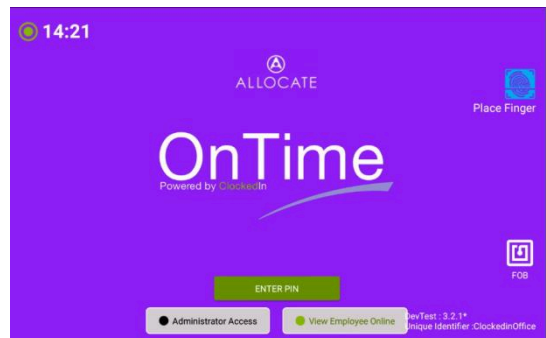 14:21
ALLOCATE
Place Finger
OnTime
Powered by ClockedIn
FOB
ENTER PIN
Administrator Access
View Employee Online
DevTest : 3.2.1*
Unique Identifier :ClockedinOffice